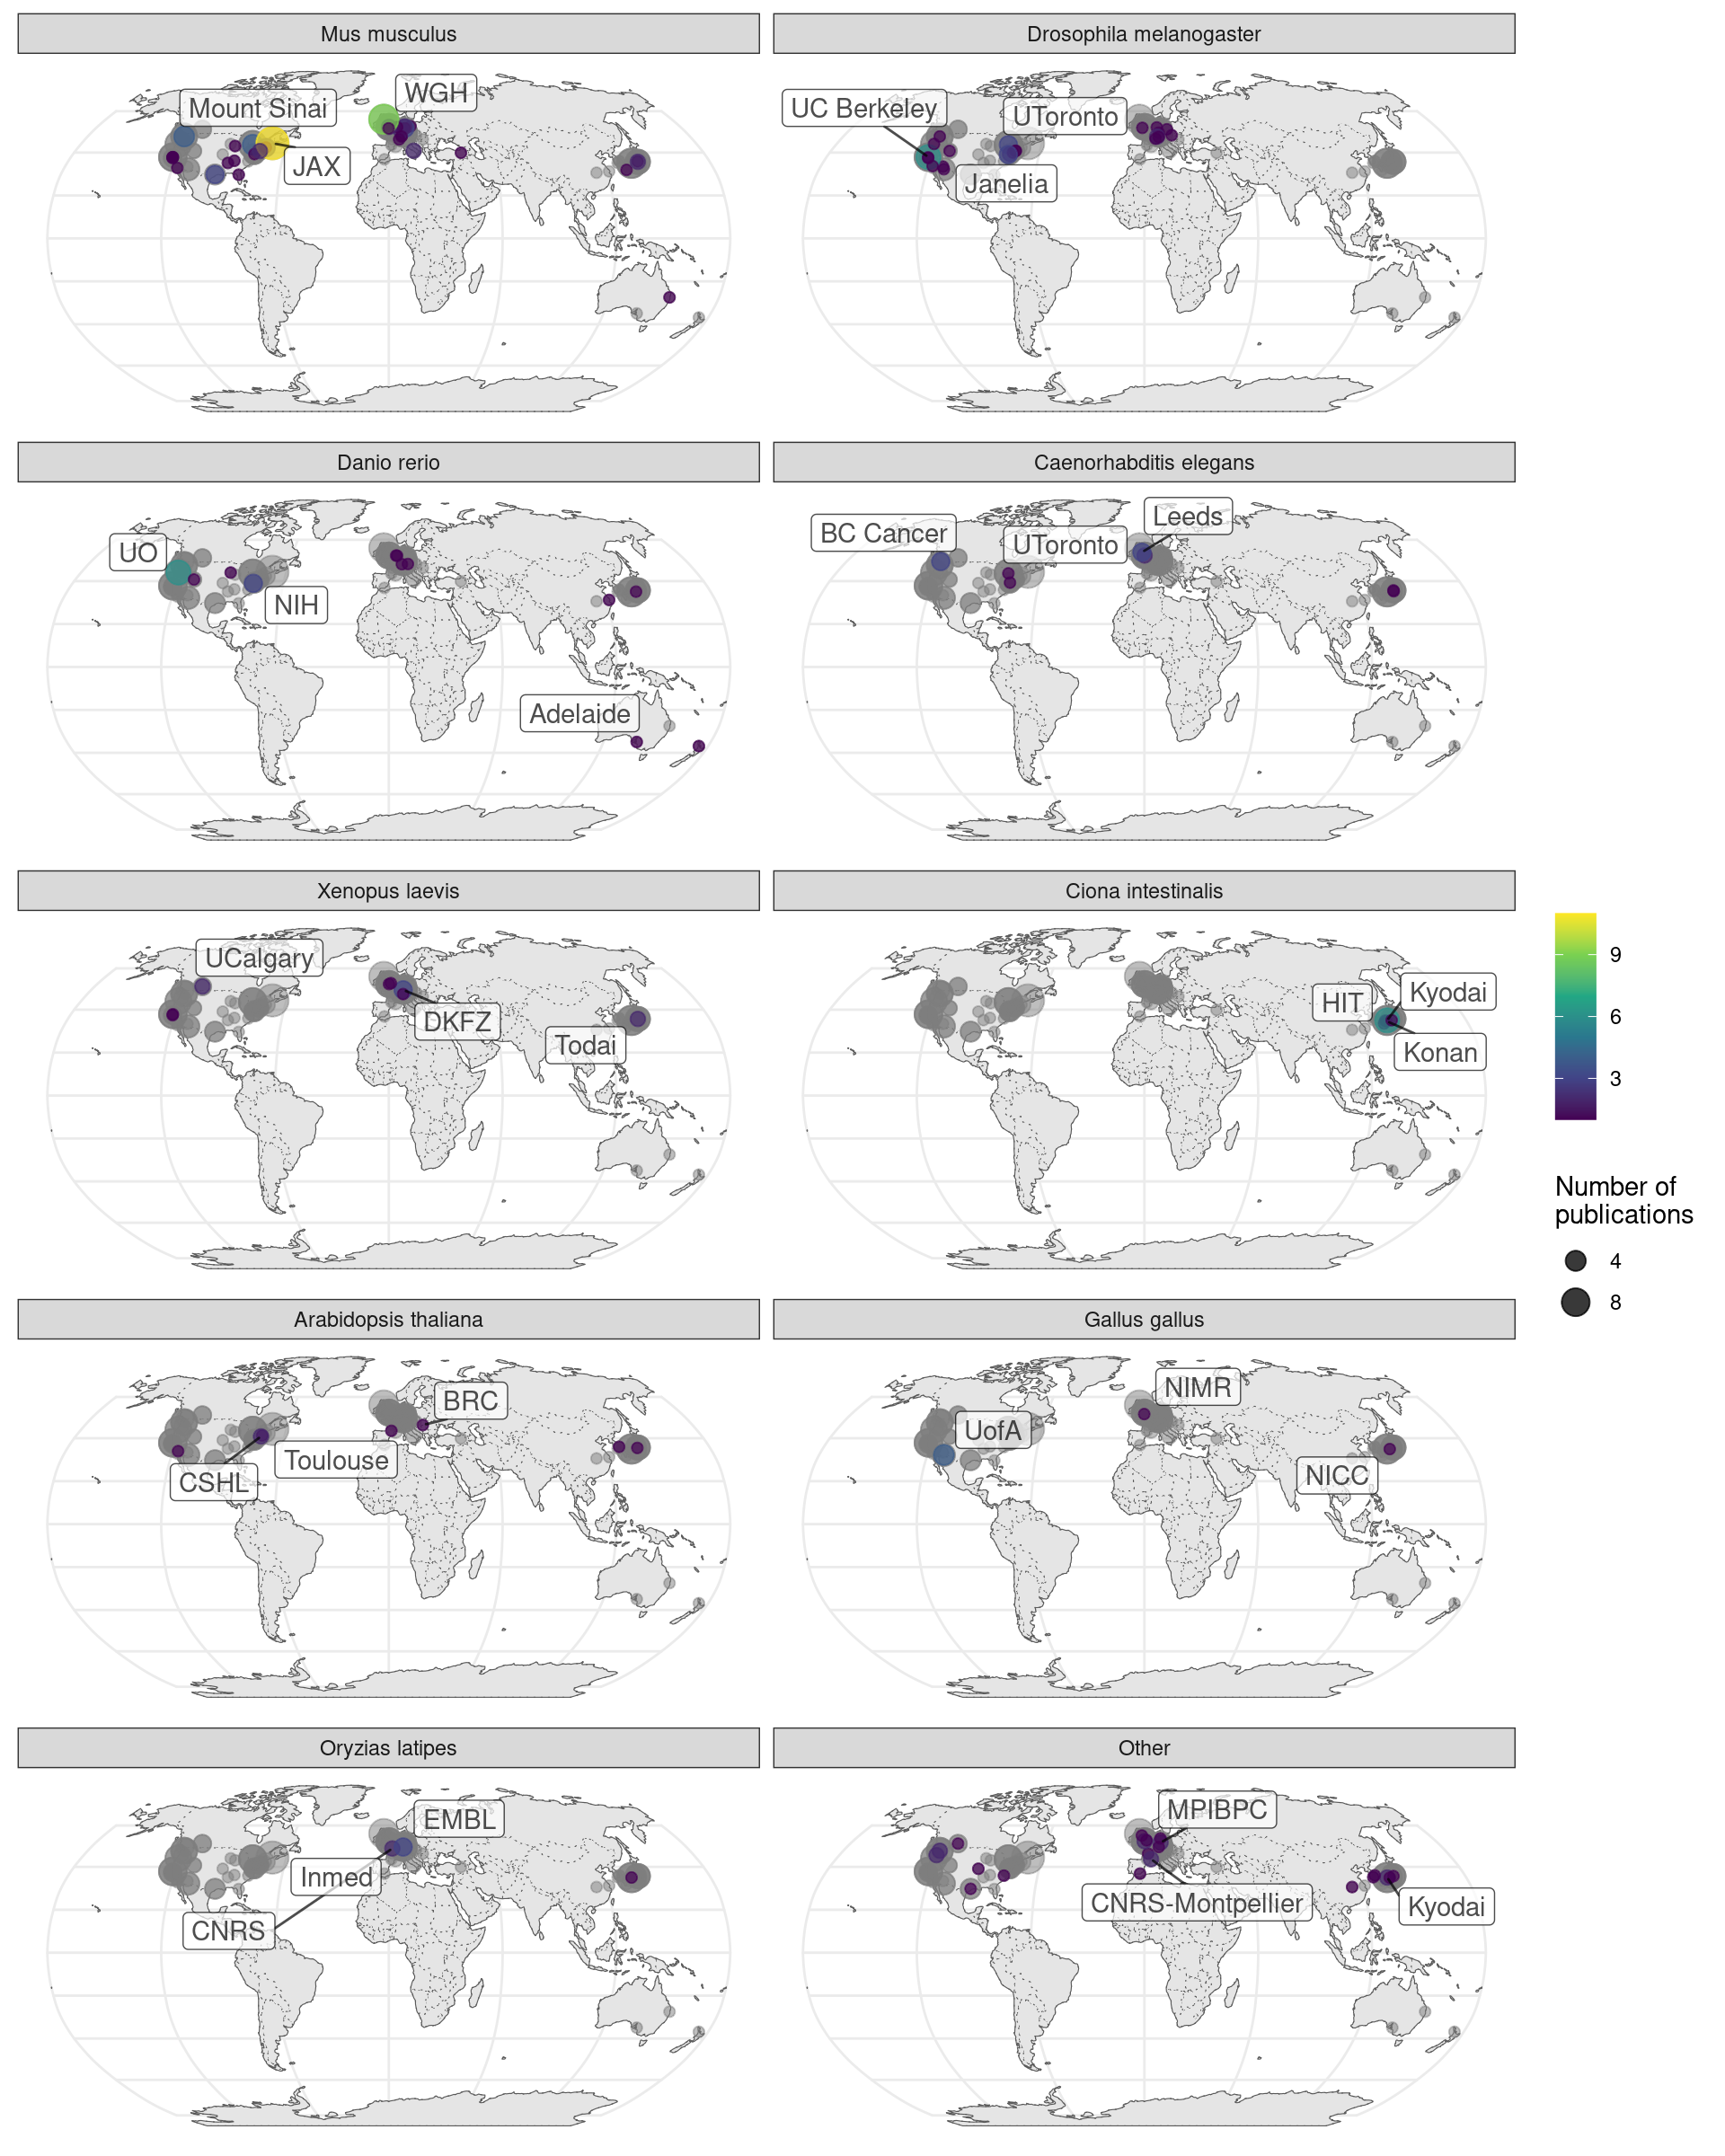 Mus musculus
Drosophila melanogaster
WGH
Mount Sinai
JAX
UC Berkeley
UToronto
Janelia
Danio rerio
Caenorhabditis elegans
UO
NIH
Adelaide
BC Cancer
UToronto
Leeds
Xenopus laevis
Ciona intestinalis
UCalgary
DKFZ
Todai
HIT
Kyodai
Konan
9
6
3
Number of
publications
4
8
Arabidopsis thaliana
Gallus gallus
BRC
Toulouse
CSHL
NIMR
UofA
NICC
Oryzias latipes
Other
EMBL
Inmed
CNRS
MPIBPC
CNRS-Montpellier
Kyodai